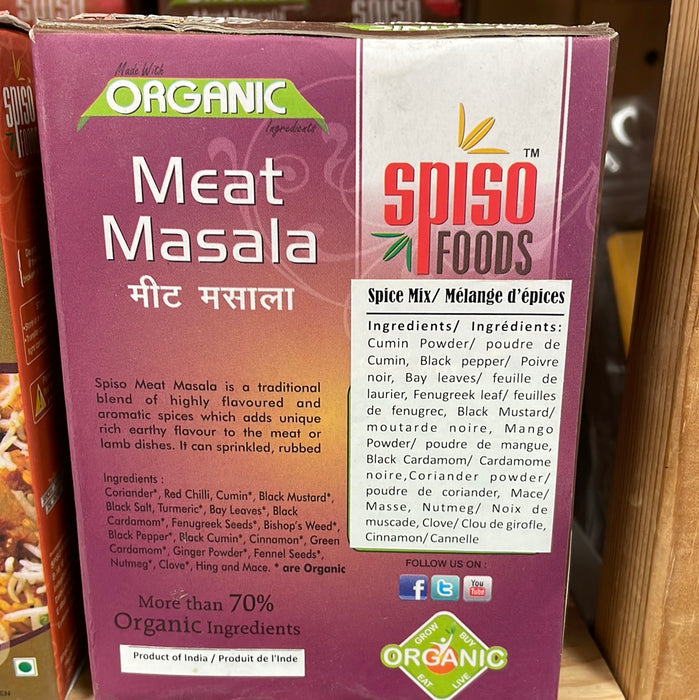 Made With
ORGANIC
Ingredients
Meat
Masala
मीट मसाला
SPISO
FOODS
TM
Spice Mix/ Mélange d'épices
Ingredients/ Ingrédients:
Cumin Powder/ poudre de
Cumin, Black pepper/ Poivre
noir, Bay leaves/ feuille de
laurier, Fenugreek leaf/ feuilles
de fenugrec, Black Mustard/
moutarde noire, Mango
Powder/ poudre de mangue,
Black Cardamom/ Cardamome
noire,Coriander powder/
poudre de coriander, Mace/
Masse, Nutmeg/ Noix de
muscade, Clove/ Clou de girofle,
Cinnamon/ Cannelle
Spiso Meat Masala is a traditional
blend of highly flavoured and
aromatic spices which adds unique
rich earthy flavour to the meat or
lamb dishes. It can sprinkled, rubbed
Ingredients :
Coriander*, Red Chilli, Cumin*, Black Mustard*,
Black Salt, Turmeric*, Bay Leaves*, Black
Cardamom*, Fenugreek Seeds*, Bishop's Weed*,
Black Pepper*, Black Cumin*, Cinnamon*, Green
Cardamom*, Ginger Powder*, Fennel Seeds*,
Nutmeg*, Clove*, Hing and Mace. * are Organic
More than 70%
Organic Ingredients
Product of India / Produit de l'Inde
FOLLOW US ON :
f
t
You
Tube
GROW
BUY
ORGANIC
EAT
LIVE
SPISO
FOODS